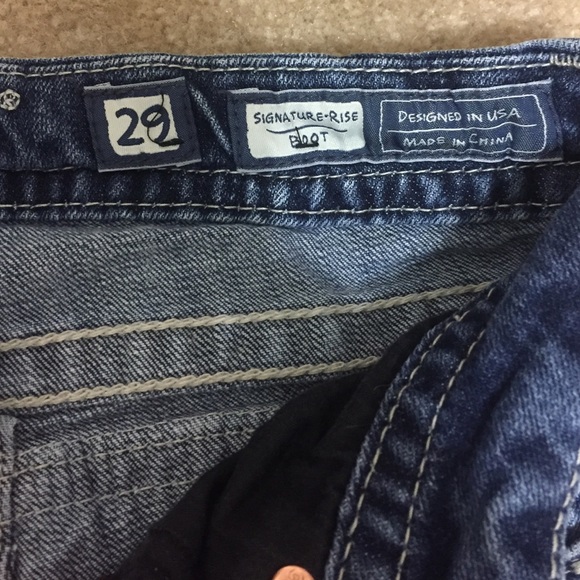 29
SIGNATURE-RISE
BOOT
DESIGNED IN USA
MADE IN CHINA